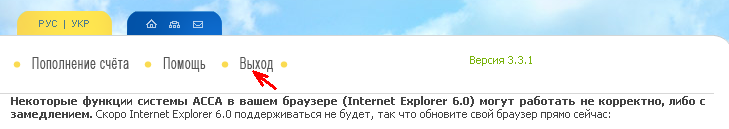 РУС | УКР
Пополнение счёта Помощь Выход Версия 3.3.1
Некоторые функции системы АССА в вашем браузере (Internet Explorer 6.0) могут работать не корректно, либо с
замедлением. Скоро Internet Explorer 6.0 поддерживаться не будет, так что обновите свой браузер прямо сейчас: